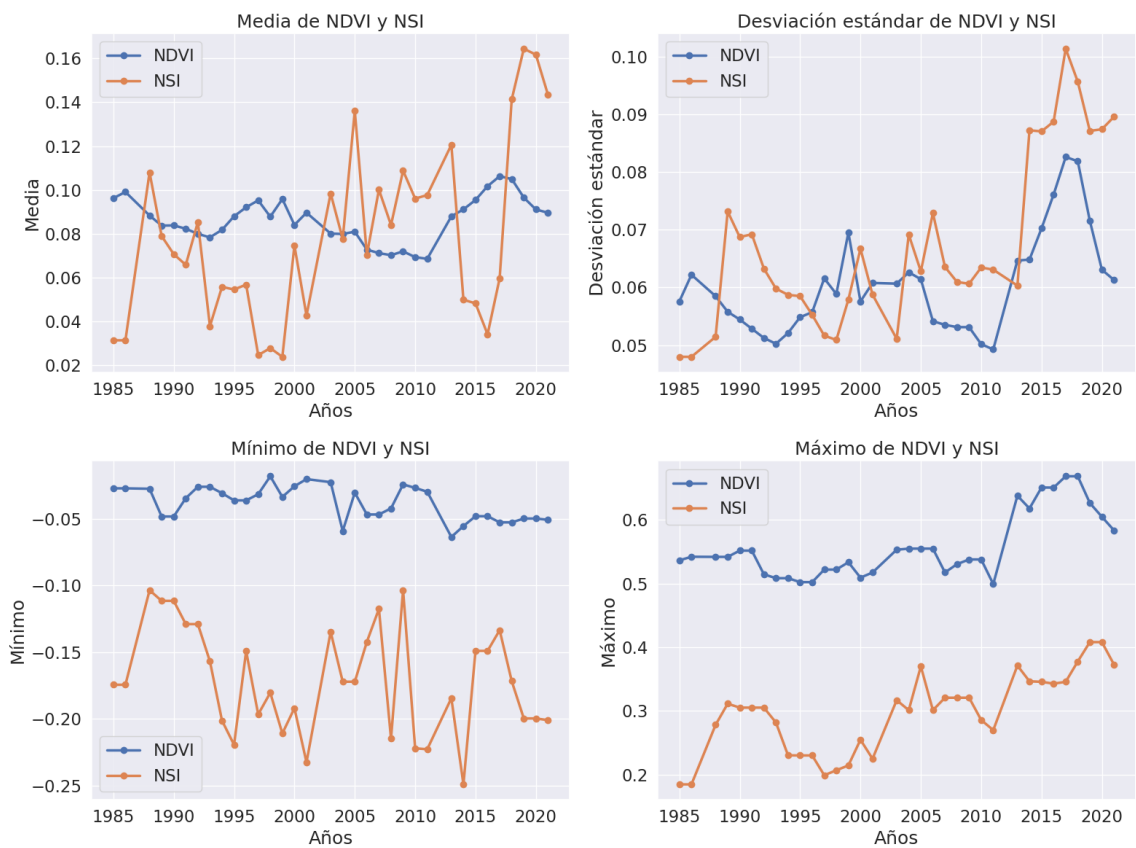 Media de NDVI y NSI
NDVI
NSI
0.16
0.14
0.12
0.10
0.08
0.06
0.04
0.02
Media
1985 1990 1995 2000 2005 2010 2015 2020
Años
Desviación estándar de NDVI y NSI
NDVI
NSI
0.10
0.09
0.08
0.07
0.06
0.05
Desviación estándar
1985 1990 1995 2000 2005 2010 2015 2020
Años
Mínimo de NDVI y NSI
−0.05
−0.10
−0.15
−0.20
−0.25
Mínimo
NDVI
NSI
1985 1990 1995 2000 2005 2010 2015 2020
Años
Máximo de NDVI y NSI
NDVI
NSI
0.6
0.5
0.4
0.3
0.2
Máximo
1985 1990 1995 2000 2005 2010 2015 2020
Años